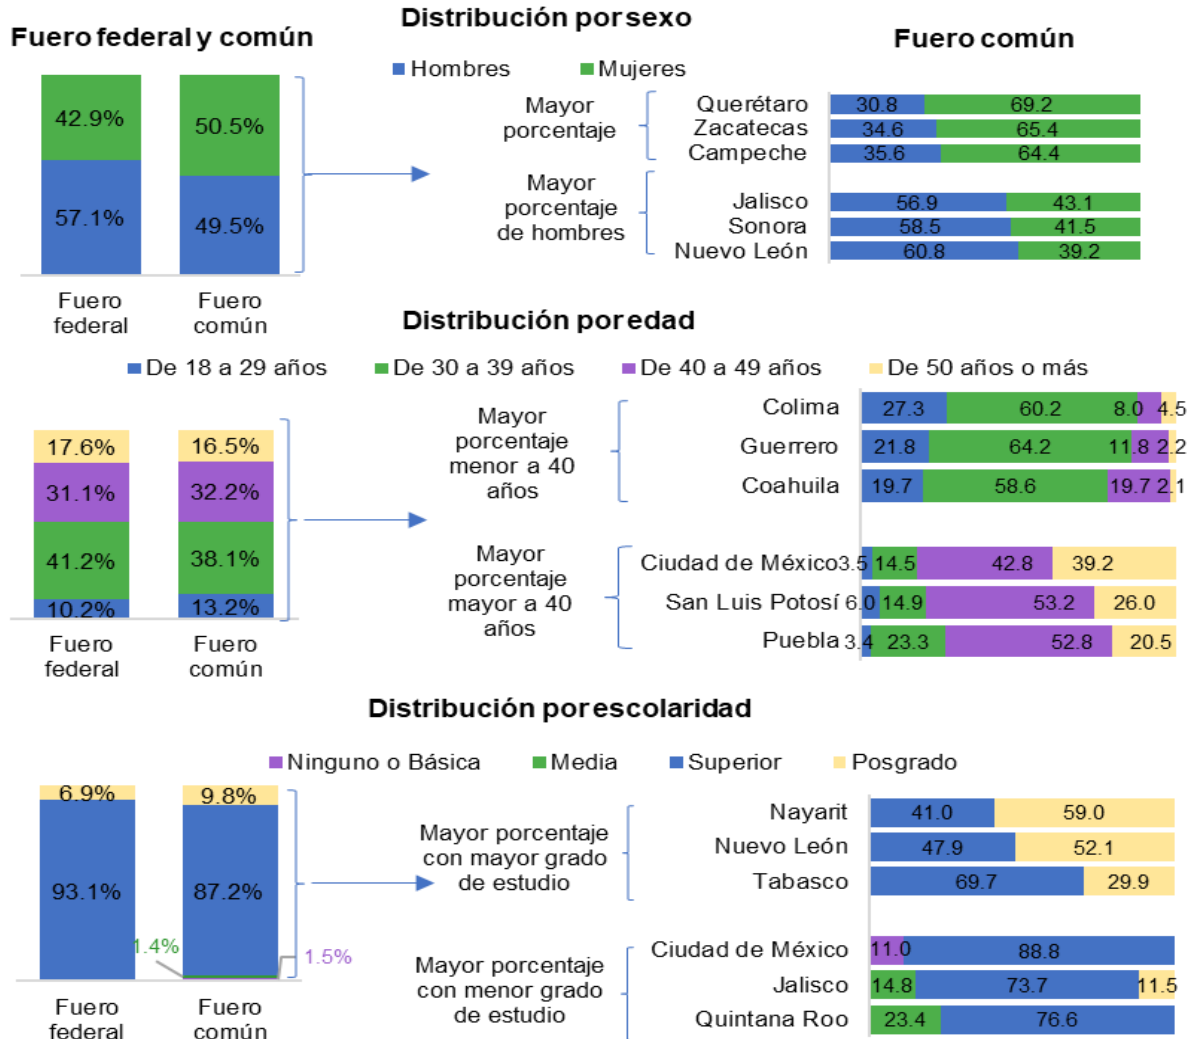 Distribución por sexo
Fuero federal y común
Fuero común
Hombres
Mujeres
42.9%
50.5%
57.1%
49.5%
Fuero
federal
Fuero
común
Mayor
porcentaje
Querétaro 30.8 69.2
Zacatecas 34.6 65.4
Campeche 35.6 64.4
Mayor
porcentaje
de hombres
Jalisco 56.9 43.1
Sonora 58.5 41.5
Nuevo León 60.8 39.2
Distribución por edad
De 18 a 29 años
De 30 a 39 años
De 40 a 49 años
De 50 años o más
17.6%
16.5%
31.1%
32.2%
41.2%
38.1%
10.2%
13.2%
Fuero
federal
Fuero
común
Mayor
porcentaje
menor a 40
años
Colima 27.3 60.2 8.0 4.5
Guerrero 21.8 64.2 11.8 2.2
Coahuila 19.7 58.6 19.7 2.1
Mayor
porcentaje
mayor a 40
años
Ciudad de México 3.5 14.5 42.8 39.2
San Luis Potosí 6.0 14.9 53.2 26.0
Puebla 3.4 23.3 52.8 20.5
Distribución por escolaridad
Ninguno o Básica
Media
Superior
Posgrado
6.9%
9.8%
93.1%
87.2%
1.4%
1.5%
Fuero
federal
Fuero
común
Mayor porcentaje
con mayor grado
de estudio
Nayarit 41.0 59.0
Nuevo León 47.9 52.1
Tabasco 69.7 29.9
Mayor porcentaje
con menor grado
de estudio
Ciudad de México 11.0 88.8
Jalisco 14.8 73.7 11.5
Quintana Roo 23.4 76.6